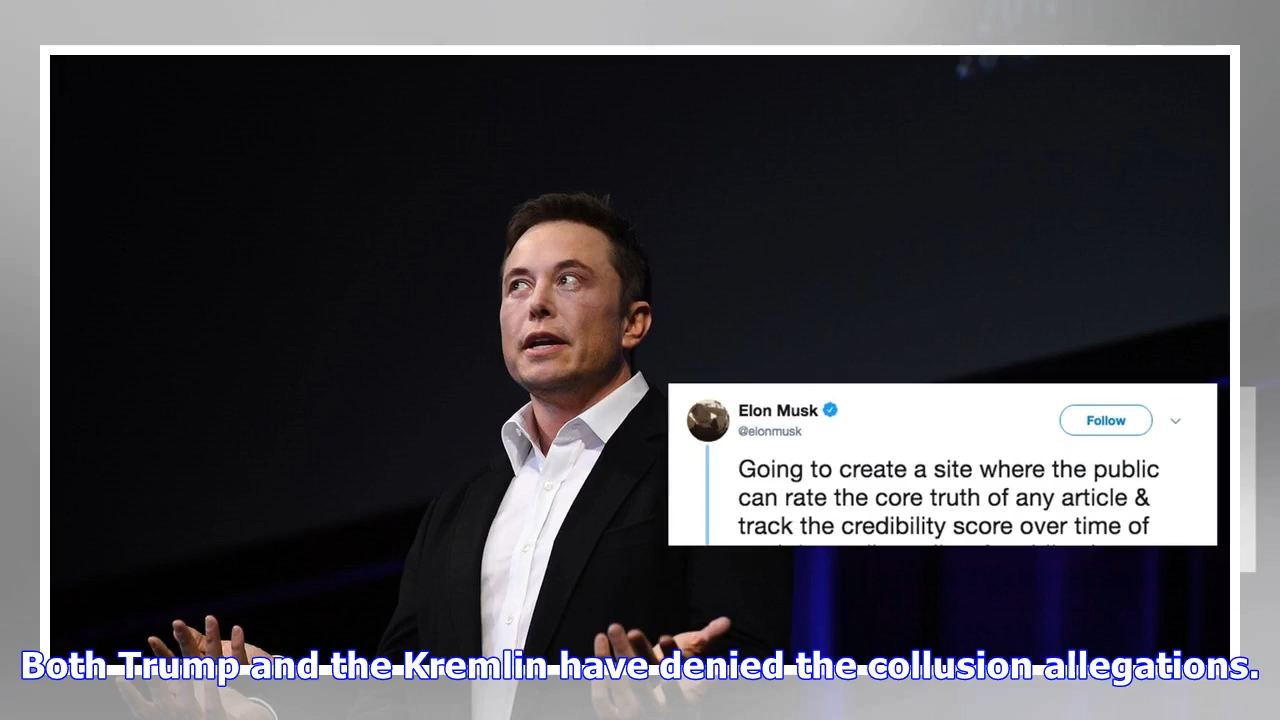 Elon Musk
@elonmusk
Follow
Going to create a site where the public
can rate the core truth of any article &
track the credibility score over time of
Both Trump and the Kremlin have denied the collusion allegations.